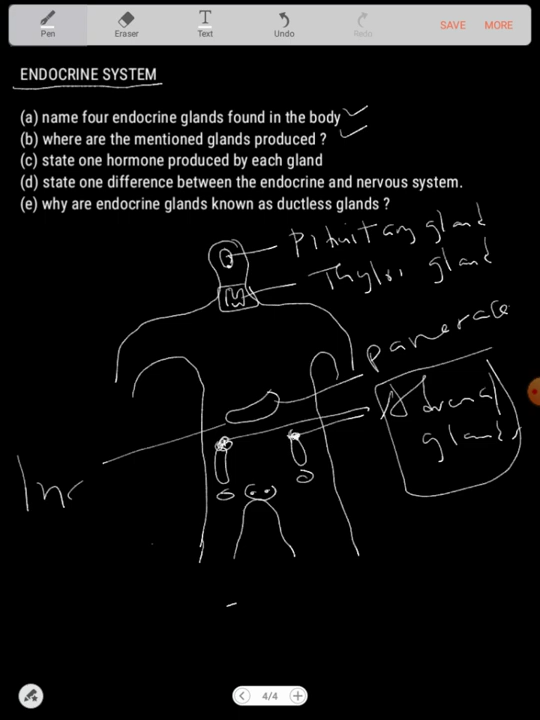 Pen Eraser Text Undo Redo SAVE MORE
ENDOCRINE SYSTEM
(a) name four endocrine glands found in the body
(b) where are the mentioned glands produced ?
(c) state one hormone produced by each gland
(d) state one difference between the endocrine and nervous system.
(e) why are endocrine glands known as ductless glands ?
Pituitary gland
gland
Adrenal
glands
4/4